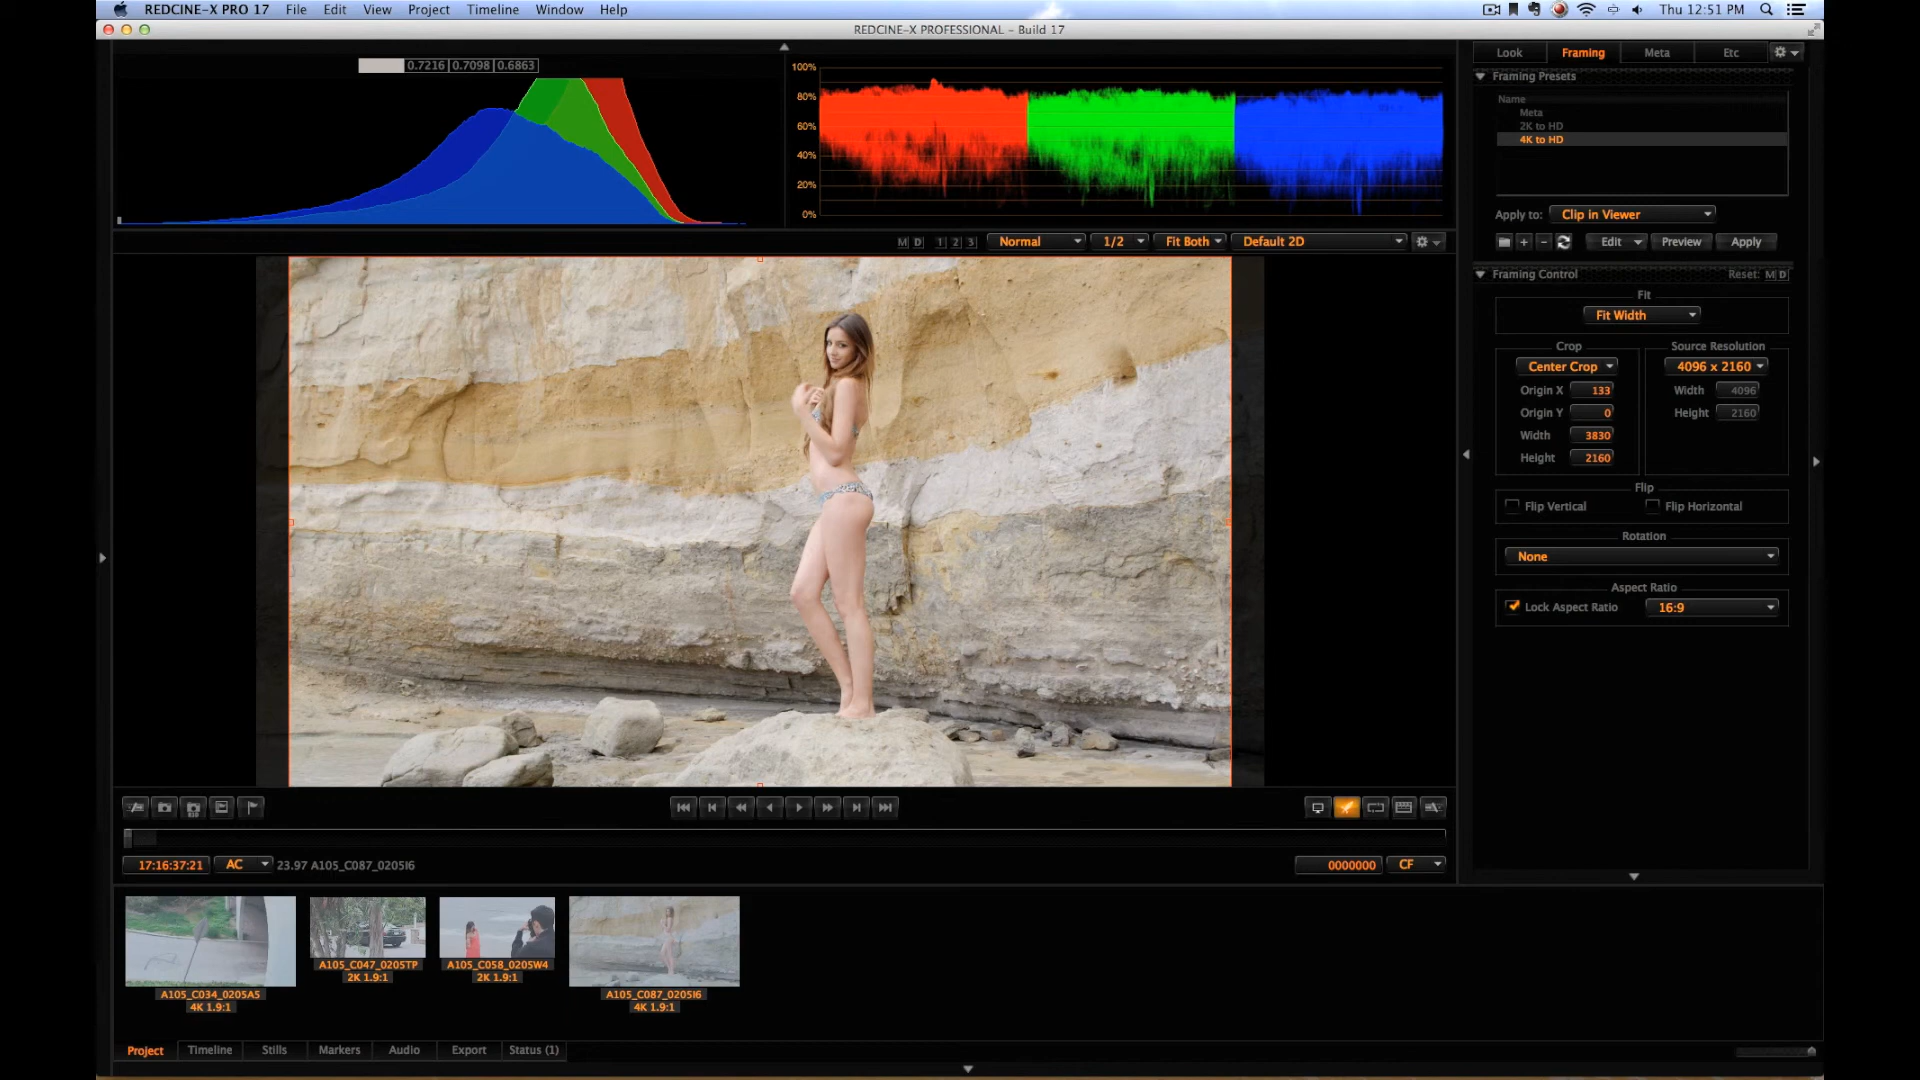 REDCINE-X PRO 17 File Edit View Project Timeline Window Help Thu 12:51 PM
REDCINE-X PROFESSIONAL - Build 17
0.7216 0.7098 0.6863
100%
80%
60%
40%
20%
0%
M D 1 2 3 Normal 1/2 Fit Both Default 2D
Look Framing Meta Etc
Framing Presets
Name
Meta
2K to HD
4K to HD
Apply to: Clip in Viewer
+ - Edit Preview Apply
Framing Control Reset: M D
Fit
Fit Width
Crop Source Resolution
Center Crop 4096 x 2160
Origin X 133 Width 4096
Origin Y 0 Height 2160
Width 3830
Height 2160
Flip
Flip Vertical Flip Horizontal
Rotation
None
Aspect Ratio
Lock Aspect Ratio 16:9
17:16:37:21 AC 23.97 A105_C087_0205I6 0000000 CF
A105_C034_0205A5
4K 1.9:1
A105_C047_0205TP
2K 1.9:1
A105_C058_0205W4
2K 1.9:1
A105_C087_0205I6
4K 1.9:1
Project Timeline Stills Markers Audio Export Status (1)